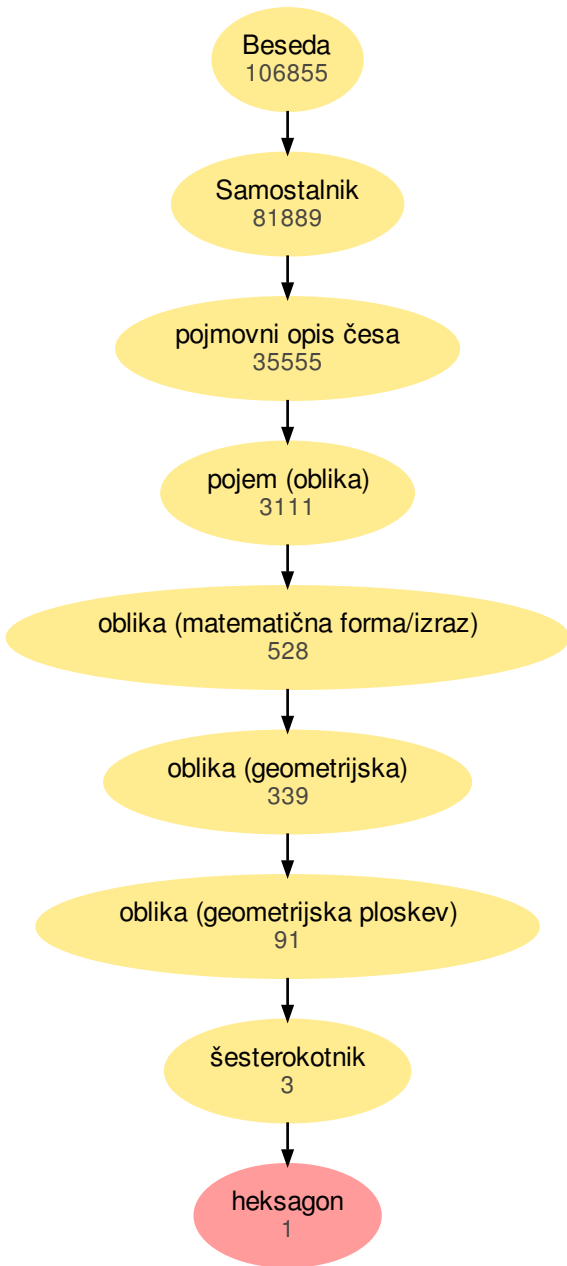 Beseda
106855
Samostalnik
81889
pojmovni opis česa
35555
pojem (oblika)
3111
oblika (matematična forma/izraz)
528
oblika (geometrijska)
339
oblika (geometrijska ploskev)
91
šesterokotnik
3
heksagon
1